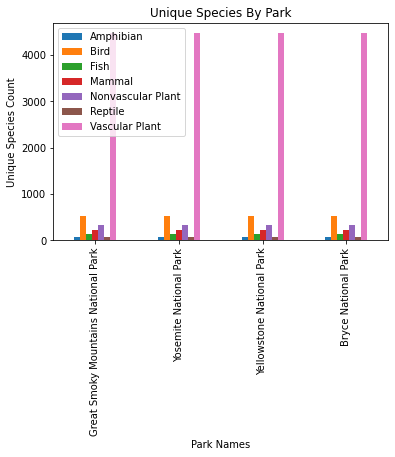 Unique Species By Park
Unique Species Count
4000
3000
2000
1000
0
Amphibian
Bird
Fish
Mammal
Nonvascular Plant
Reptile
Vascular Plant
Great Smoky Mountains National Park
Yosemite National Park
Yellowstone National Park
Bryce National Park
Park Names